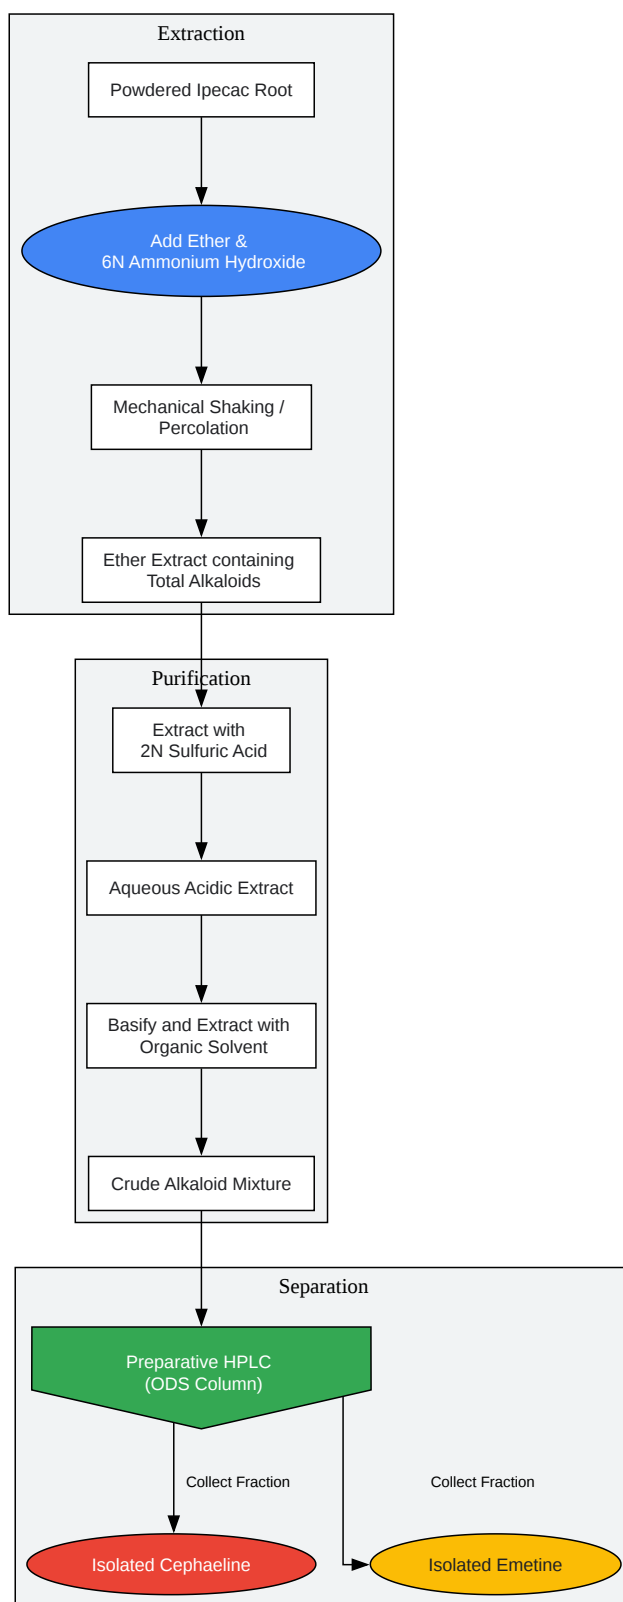 Extraction
Powdered Ipecac Root
Add Ether &
6N Ammonium Hydroxide
Mechanical Shaking /
Percolation
Ether Extract containing
Total Alkaloids
Purification
Extract with
2N Sulfuric Acid
Aqueous Acidic Extract
Basify and Extract with
Organic Solvent
Crude Alkaloid Mixture
Separation
Preparative HPLC
(ODS Column)
Collect Fraction
Collect Fraction
Isolated Cephaeline
Isolated Emetine